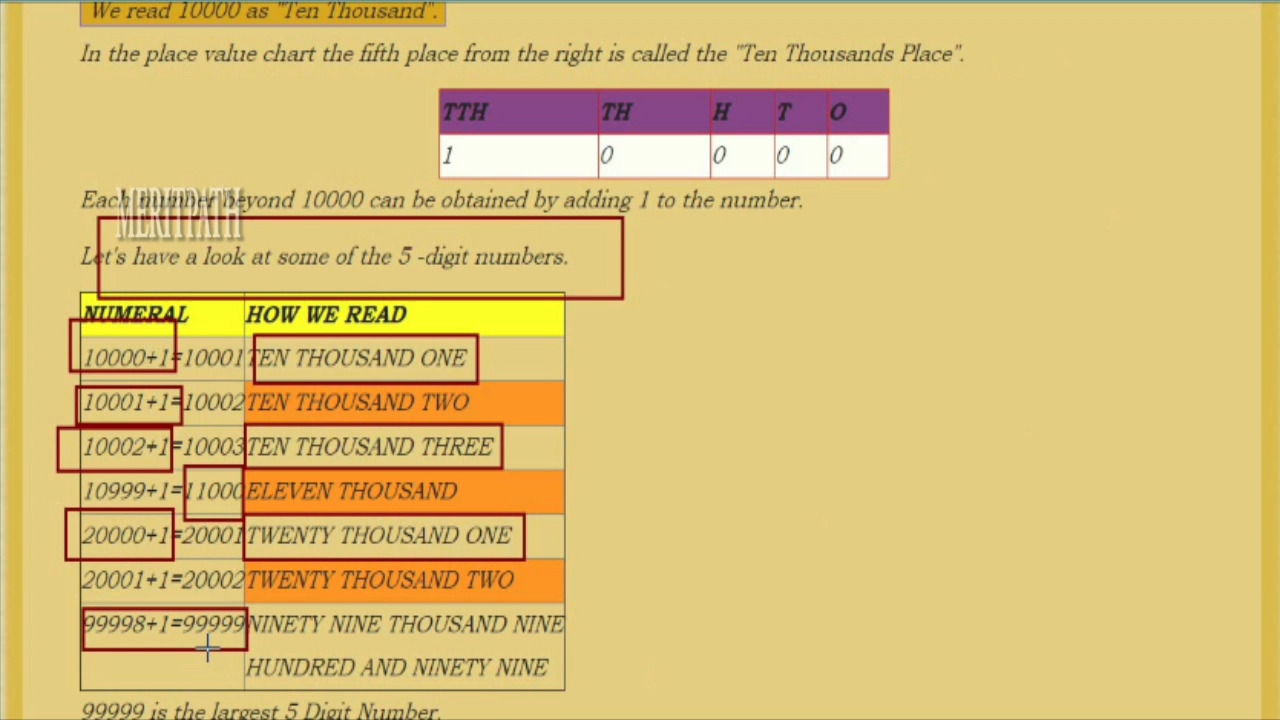 We read 10000 as "Ten Thousand".
In the place value chart the fifth place from the right is called the "Ten Thousands Place".
TTH TH H T O
1 0 0 0 0
Each number beyond 10000 can be obtained by adding 1 to the number.
MERITPATH
Let's have a look at some of the 5 -digit numbers.
NUMERAL HOW WE READ
10000+1=10001 TEN THOUSAND ONE
10001+1=10002 TEN THOUSAND TWO
10002+1=10003 TEN THOUSAND THREE
10999+1=11000 ELEVEN THOUSAND
20000+1=20001 TWENTY THOUSAND ONE
20001+1=20002 TWENTY THOUSAND TWO
99998+1=99999 NINETY NINE THOUSAND NINE
HUNDRED AND NINETY NINE
99999 is the largest 5 Digit Number.